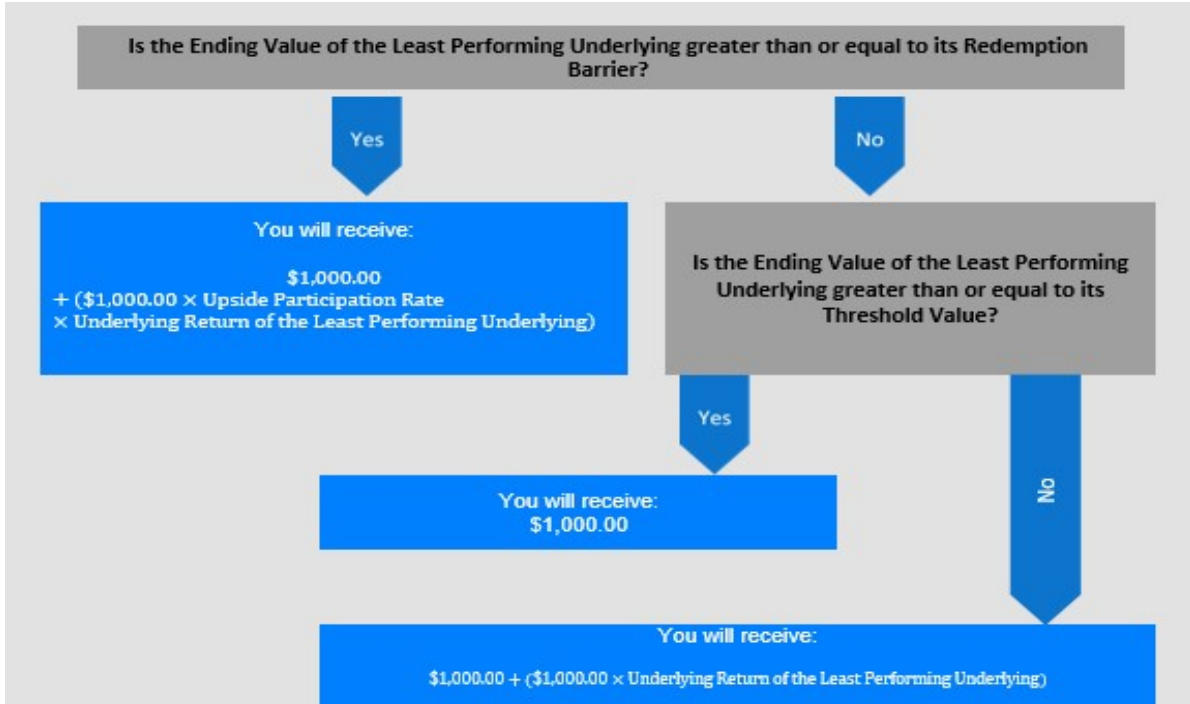 Is the Ending Value of the Least Performing Underlying greater than or equal to its Redemption
Barrier?
Yes
No
You will receive:
$1,000.00
+ ($1,000.00 × Upside Participation Rate
× Underlying Return of the Least Performing Underlying)
Is the Ending Value of the Least Performing
Underlying greater than or equal to its
Threshold Value?
Yes
No
You will receive:
$1,000.00
You will receive:
$1,000.00 + ($1,000.00 × Underlying Return of the Least Performing Underlying)